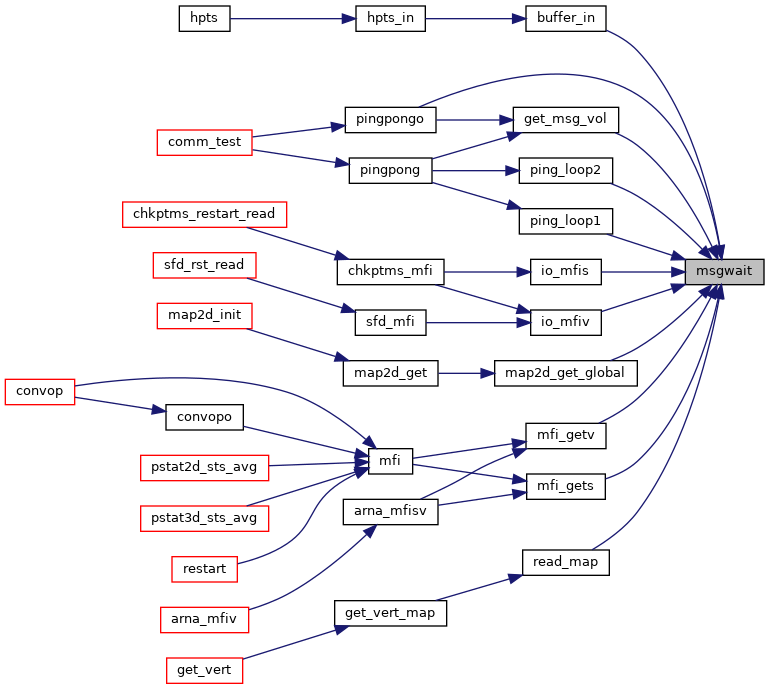 hpts
hpts_in
buffer_in
pingpongo
get_msg_vol
comm_test
pingpong
ping_loop2
chkptms_restart_read
ping_loop1
sfd_rst_read
chkptms_mfi
io_mfis
msgwait
map2d_init
sfd_mfi
io_mfiv
map2d_get
map2d_get_global
convop
convopo
mfi_getv
pstat2d_sts_avg
mfi
mfi_gets
pstat3d_sts_avg
arna_mfisv
restart
read_map
arna_mfiv
get_vert_map
get_vert